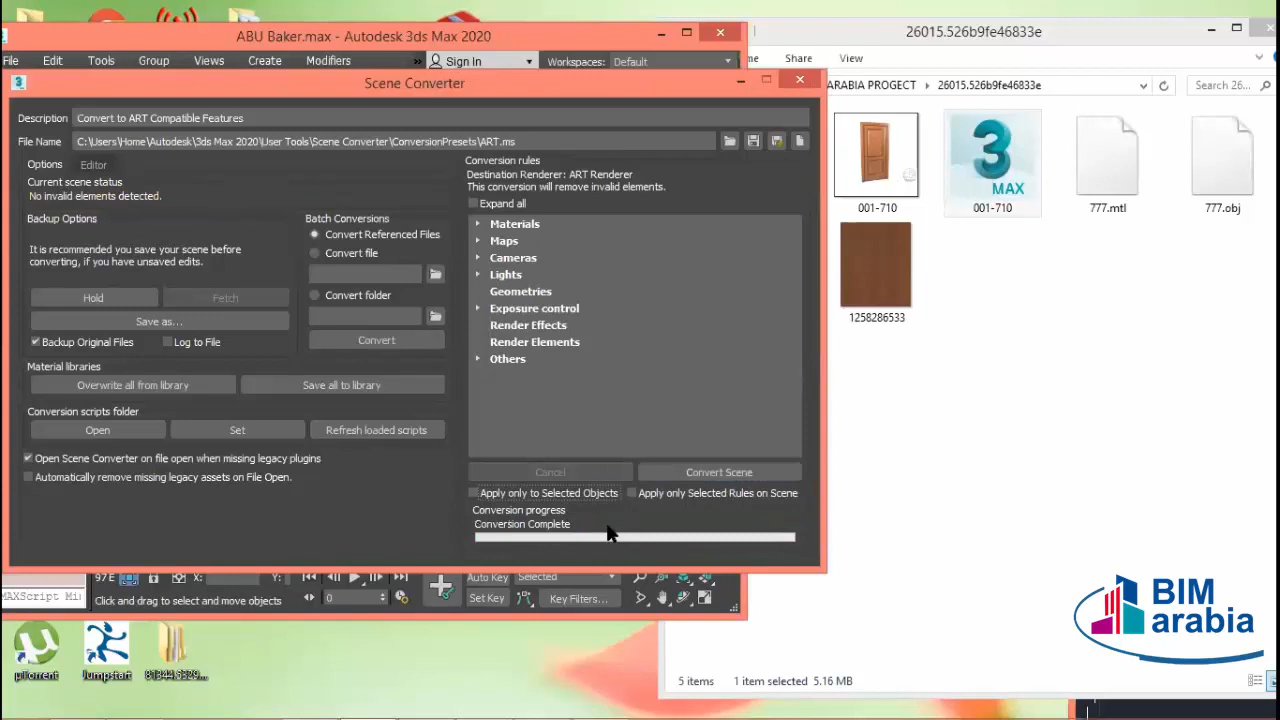 ABU Baker.max - Autodesk 3ds Max 2020
File Edit Tools Group Views Create Modifiers » Sign In Workspaces: Default
Scene Converter
Description Convert to ART Compatible Features
File Name C:\Users\Home\Autodesk\3ds Max 2020\User Tools\Scene Converter\ConversionPresets\ART.ms
Options Editor
Current scene status
No invalid elements detected.
Backup Options
It is recommended you save your scene before
converting, if you have unsaved edits.
Hold Fetch
Save as...
Backup Original Files Log to File
Batch Conversions
Convert Referenced Files
Convert file
Convert folder
Convert
Material libraries
Overwrite all from library Save all to library
Conversion scripts folder
Open Set Refresh loaded scripts
Open Scene Converter on file open when missing legacy plugins
Automatically remove missing legacy assets on File Open.
Conversion rules
Destination Renderer: ART Renderer
This conversion will remove invalid elements.
Expand all
Materials
Maps
Cameras
Lights
Geometries
Exposure control
Render Effects
Render Elements
Others
Cancel Convert Scene
Apply only to Selected Objects Apply only Selected Rules on Scene
Conversion progress
Conversion Complete
97E X: Y: Auto Key Selected
MAXScript Mi Click and drag to select and move objects 0 Set Key Key Filters...
µTorrent Jumpstart 81344.5329...
26015.526b9fe46833e
me Share View
ARABIA PROGECT 26015.526b9fe46833e Search 26...
3
MAX
001-710 001-710 777.mtl 777.obj
1258286533
5 items 1 item selected 5.16 MB
BIM
arabia